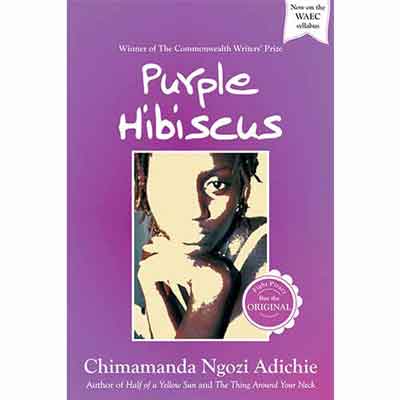 Now on the
WAEC
syllabus
Winner of The Commonwealth Writers' Prize
Purple
Hibiscus
Fight Piracy
Buy the
ORIGINAL
Chimamanda Ngozi Adichie
Author of Half of a Yellow Sun and The Thing Around Your Neck